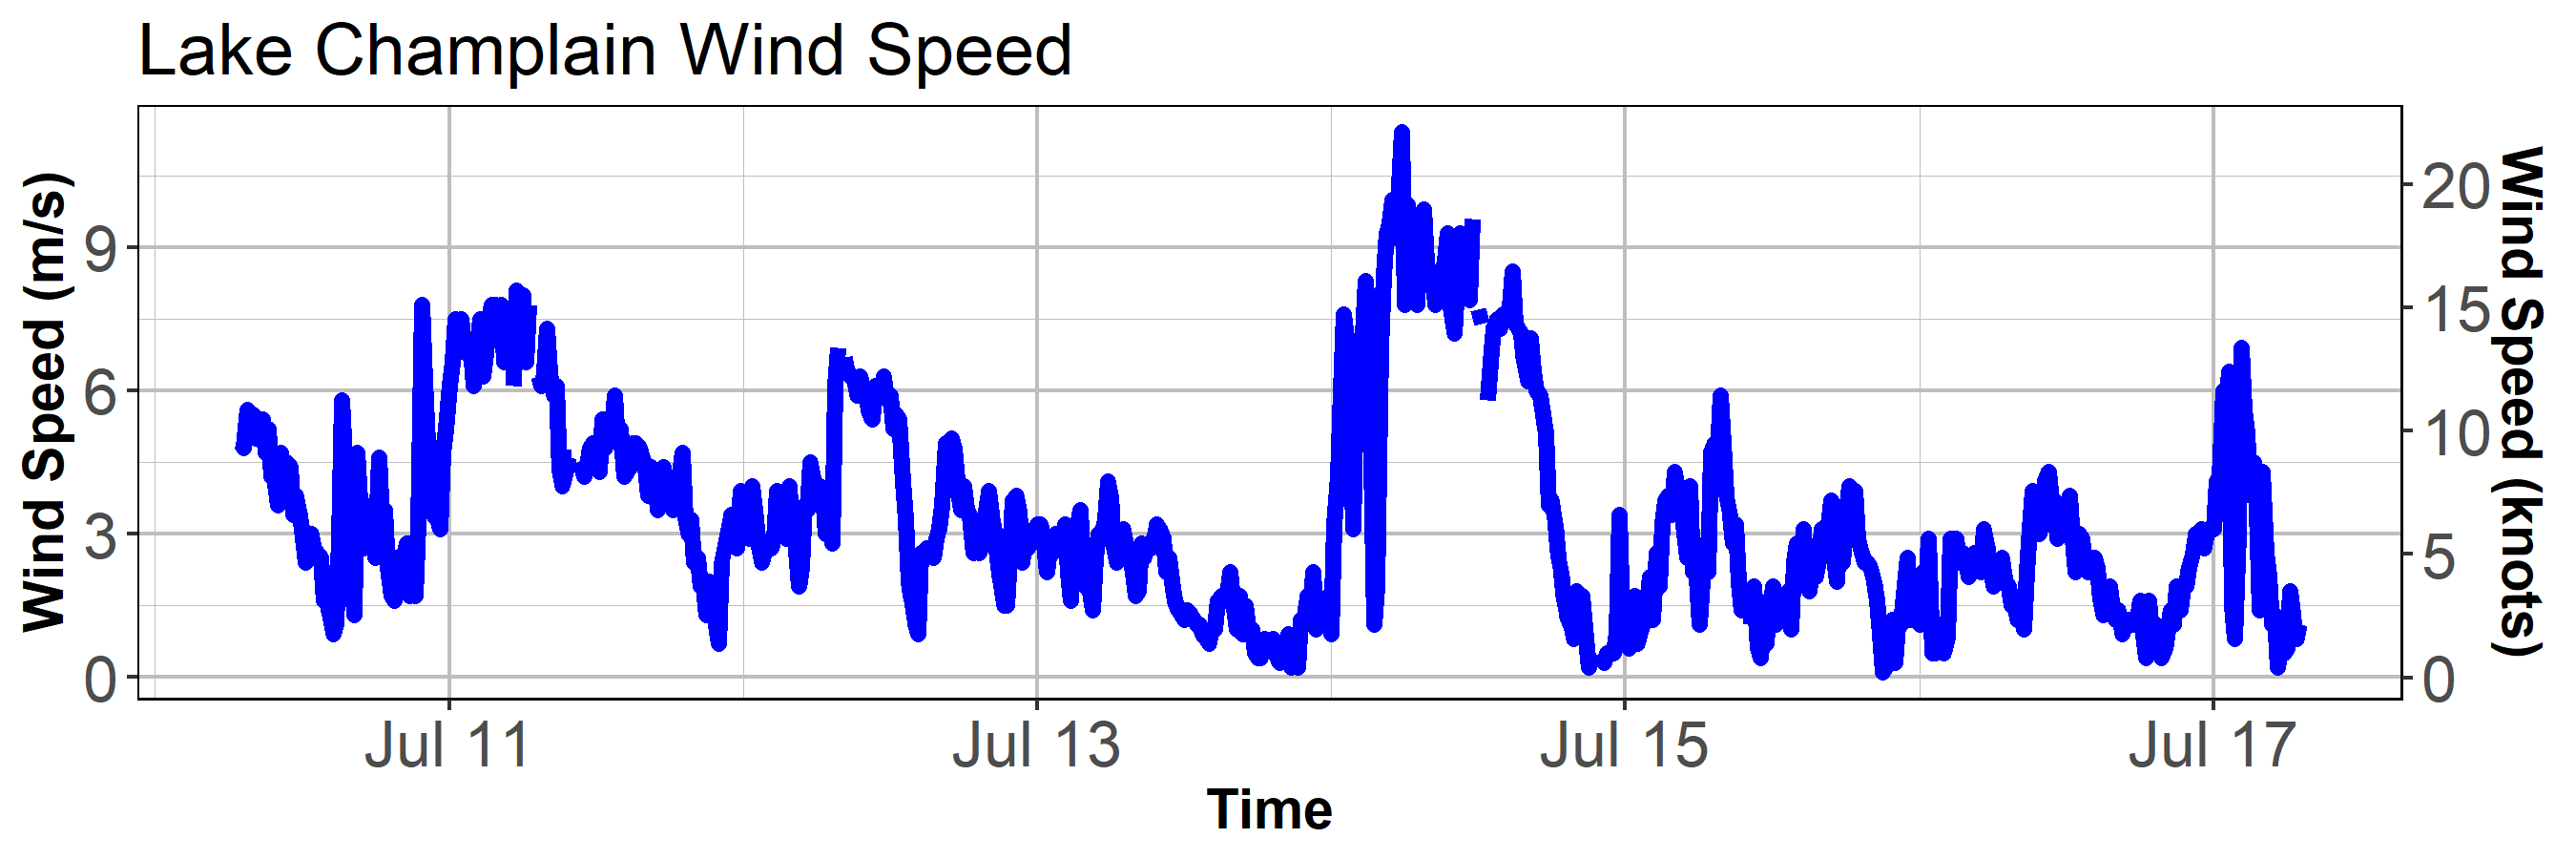 Lake Champlain Wind Speed
Wind Speed (m/s)
9
6
3
0
20
15
10
5
0
Wind Speed (knots)
Jul 11
Jul 13
Jul 15
Jul 17
Time